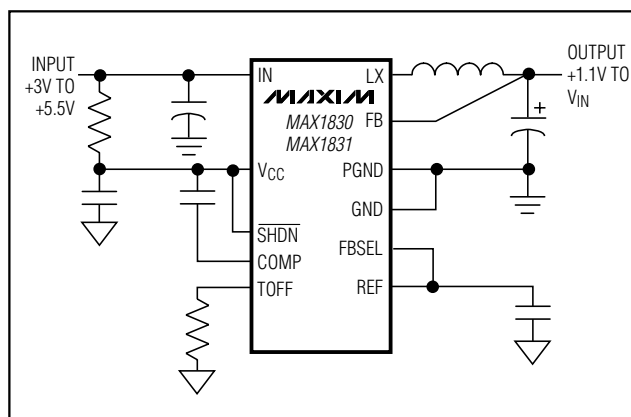 INPUT
+3V TO
+5.5V
IN
LX
OUTPUT
+1.1V TO
VIN
MAXIM
MAX1830
MAX1831
FB
+
VCC
PGND
GND
SHDN
FBSEL
COMP
TOFF
REF